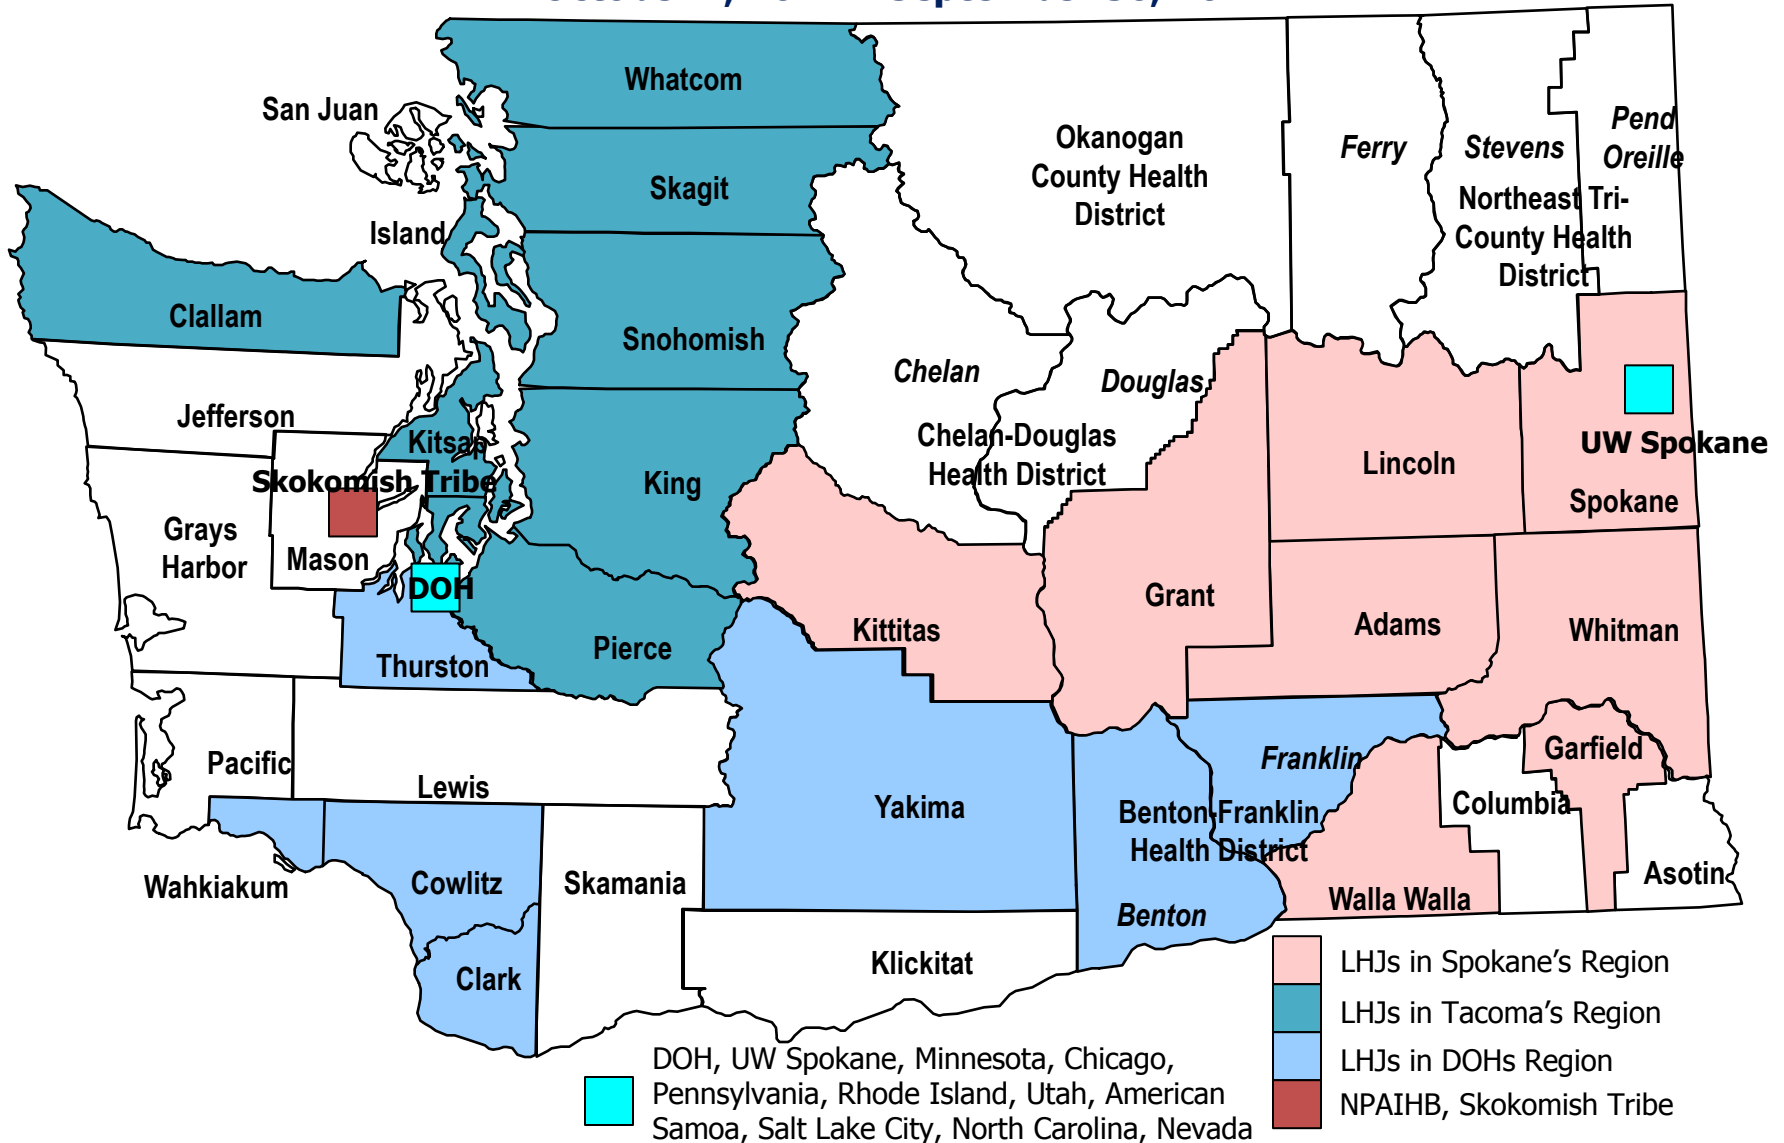 Whatcom
San Juan
Okanogan
County Health
District
Ferry
Stevens
Pend
Oreille
Skagit
Northeast Tri-
County Health
District
Island
Clallam
Snohomish
Chelan
Douglas
Jefferson
Kitsap
Chelan-Douglas
Health District
UW Spokane
Lincoln
Skokomish Tribe
King
Spokane
Grays
Harbor
Mason
DOH
Grant
Adams
Whitman
Kittitas
Pierce
Thurston
Pacific
Lewis
Franklin
Garfield
Yakima
Benton-Franklin
Health District
Columbia
Wahkiakum
Cowlitz
Skamania
Walla Walla
Asotin
Benton
Clark
Klickitat
LHJs in Spokane’s Region
LHJs in Tacoma’s Region
LHJs in DOHs Region
NPAIHB, Skokomish Tribe
DOH, UW Spokane, Minnesota, Chicago,
Pennsylvania, Rhode Island, Utah, American
Samoa, Salt Lake City, North Carolina, Nevada